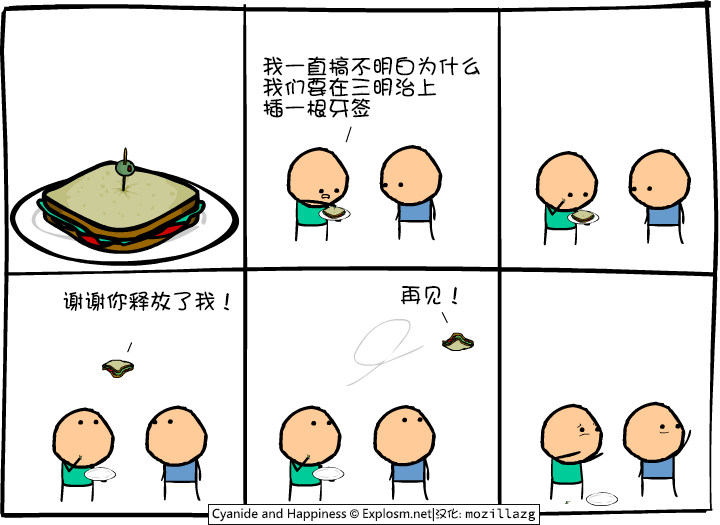 我一直搞不明白为什么
我们要在三明治上
插一根牙签
谢谢你释放了我！
再见！
Cyanide and Happiness © Explosm.net|汉化: mozillazg